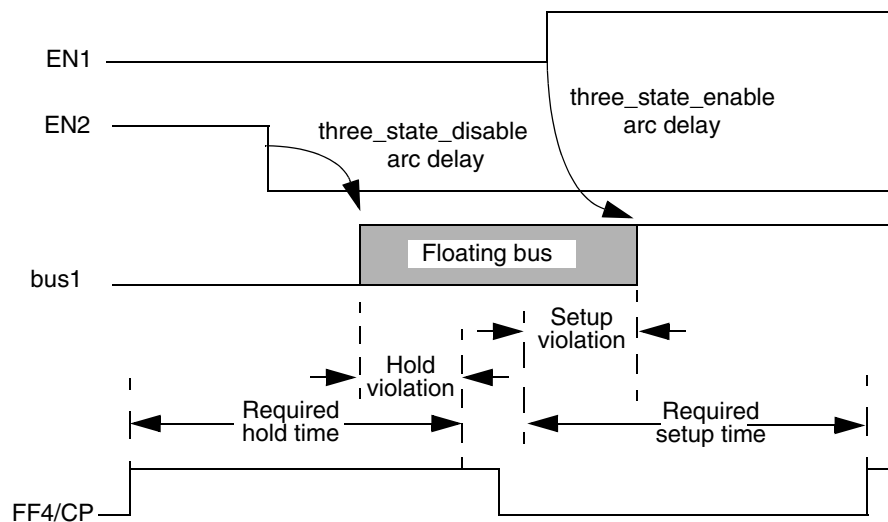 EN1
EN2
three_state_disable
arc delay
three_state_enable
arc delay
Floating bus
bus1
Setup
violation
Hold
violation
Required
hold time
Required
setup time
FF4/CP